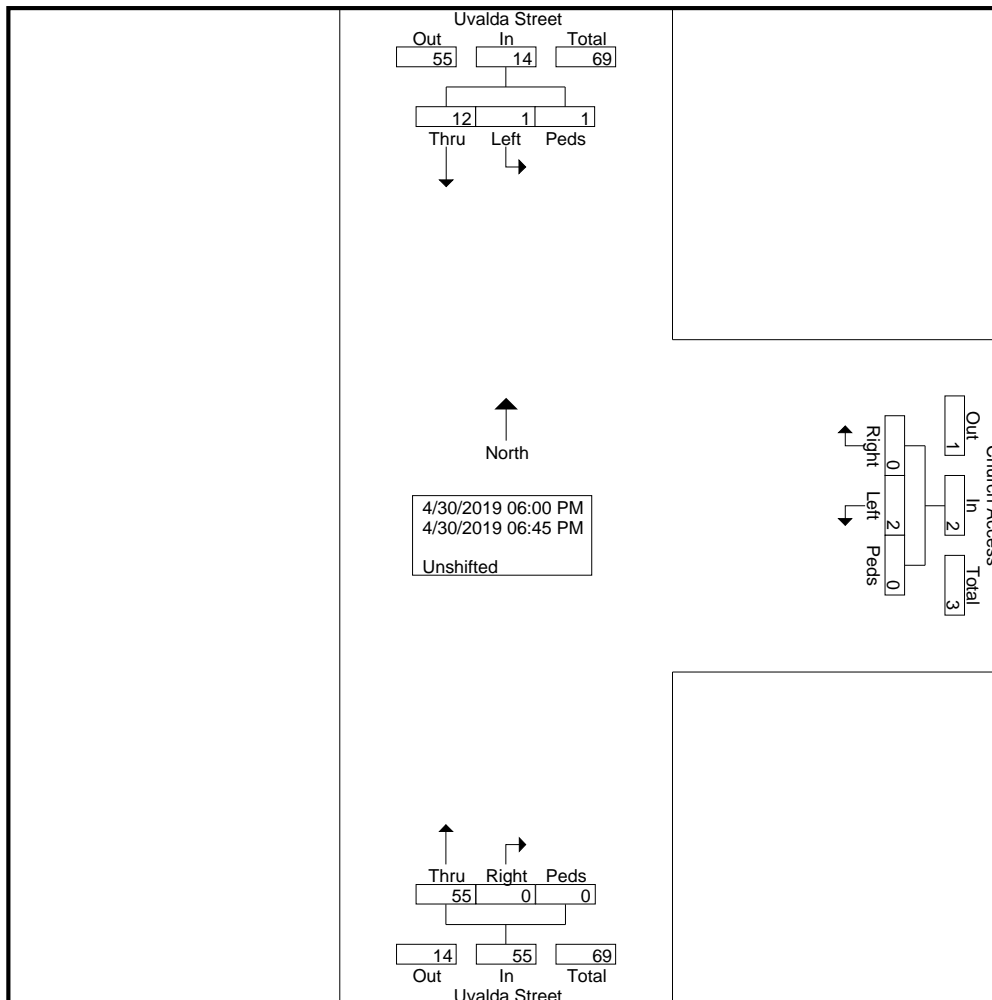 Uvalda Street
Out In Total
55 14 69
12 1 1
Thru Left Peds
North
4/30/2019 06:00 PM
4/30/2019 06:45 PM
Unshifted
Church Access
Out In Total
1 2 3
0 2 0
Right Left Peds
Thru Right Peds
55 0 0
14 55 69
Out In Total
Uvalda Street